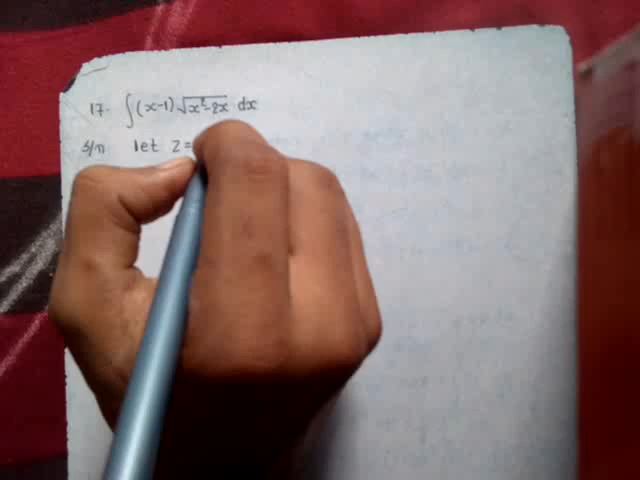 17. ∫(x-1)√x²-2x dx
s/n let z=